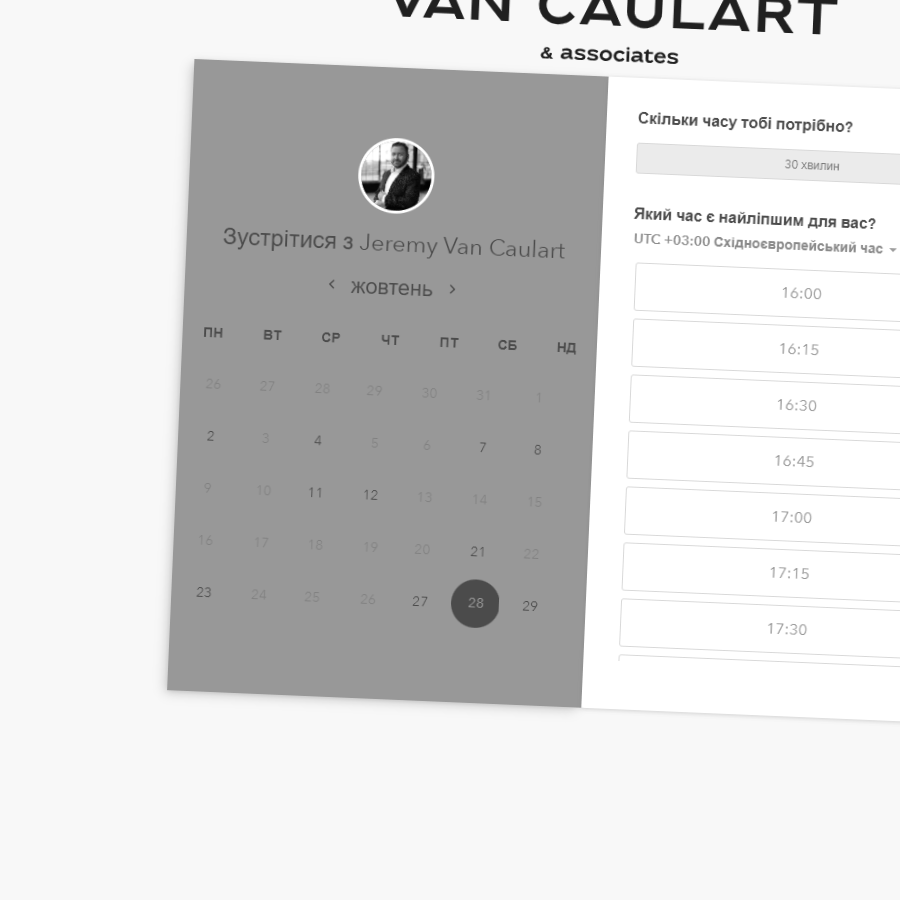 VAN CAULART
& associates
Зустрітися з Jeremy Van Caulart
жовтень
ПН ВТ СР ЧТ ПТ СБ НД
26 27 28 29 30 31 1
2 3 4 5 6 7 8
9 10 11 12 13 14 15
16 17 18 19 20 21 22
23 24 25 26 27 28 29
Скільки часу тобі потрібно?
30 хвилин
Який час є найліпшим для вас?
UTC +03:00 Східноєвропейський час
16:00
16:15
16:30
16:45
17:00
17:15
17:30